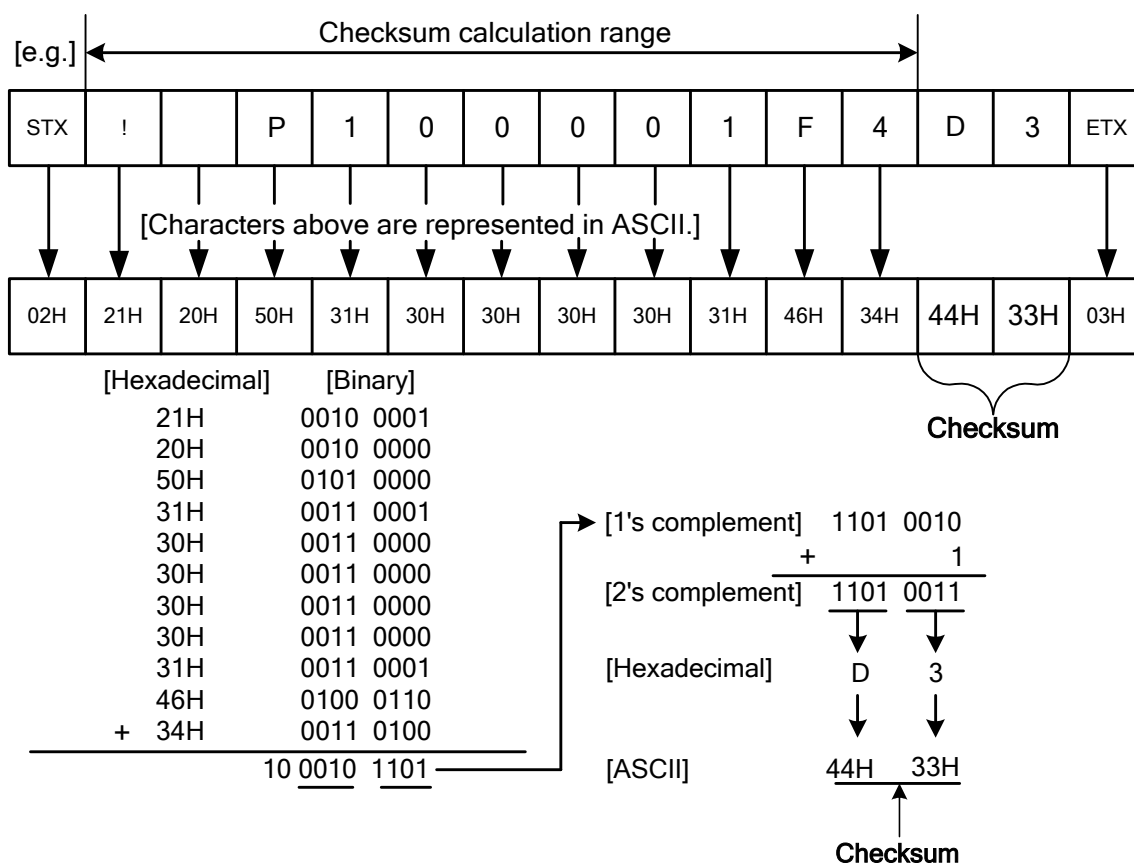 Checksum calculation range
[e.g.]
STX ! P 1 0 0 0 0 1 F 4 D 3 ETX
[Characters above are represented in ASCII.]
02H 21H 20H 50H 31H 30H 30H 30H 30H 31H 46H 34H 44H 33H 03H
Checksum
[Hexadecimal] [Binary]
21H 0010 0001
20H 0010 0000
50H 0101 0000
31H 0011 0001
30H 0011 0000
30H 0011 0000
30H 0011 0000
30H 0011 0000
31H 0011 0001
46H 0100 0110
+ 34H 0011 0100
10 0010 1101
[1's complement] 1101 0010
+ 1
[2's complement] 1101 0011
[Hexadecimal] D 3
[ASCII] 44H 33H
Checksum